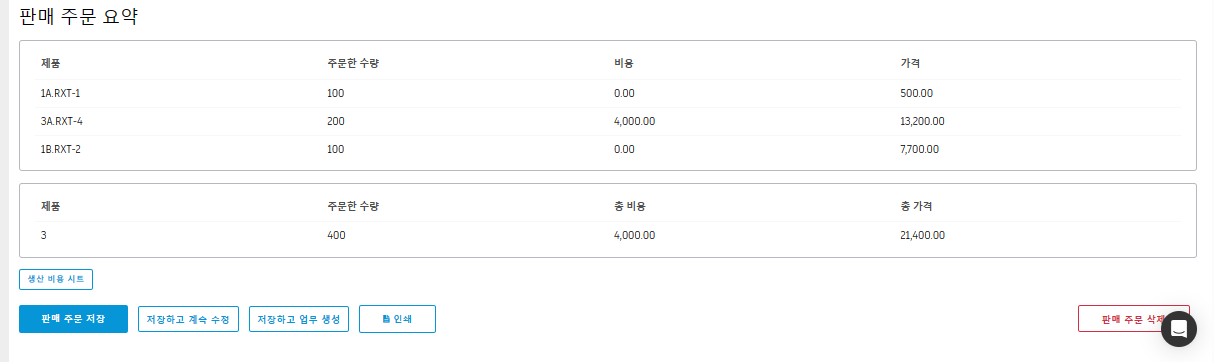 판매 주문 요약
제품 주문한 수량 비용 가격
1A.RXT-1 100 0.00 500.00
3A.RXT-4 200 4,000.00 13,200.00
1B.RXT-2 100 0.00 7,700.00
제품 주문한 수량 총 비용 총 가격
3 400 4,000.00 21,400.00
생산 비용 시트
판매 주문 저장 저장하고 계속 수정 저장하고 업무 생성 인쇄 판매 주문 삭제